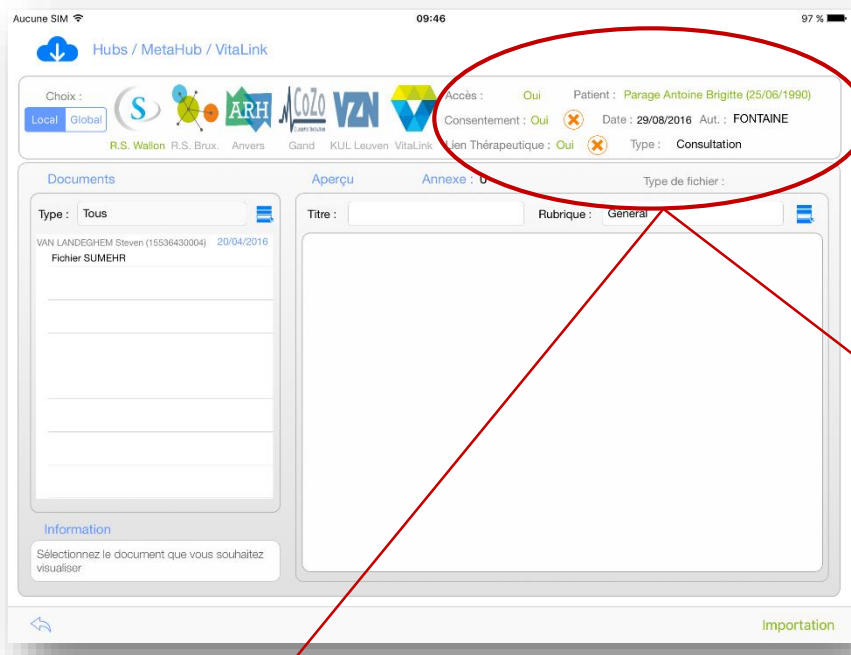 Aucune SIM 09:46 97 %
Hubs / MetaHub / VitaLink
Choix :
Local Global
S ARH COZO VZN
R.S. Wallon R.S. Brux. Anvers Gand KUL Leuven VitaLink
Accès : Oui Patient : Parage Antoine Brigitte (25/06/1990)
Consentement : Oui Date : 29/08/2016 Aut. : FONTAINE
Lien Thérapeutique : Oui Type : Consultation
Documents Aperçu Annexe : 0 Type de fichier :
Type : Tous Titre : Rubrique : Général
VAN LANDEGHEM Steven (15536430004) 20/04/2016
Fichier SUMEHR
Information
Sélectionnez le document que vous souhaitez
visualiser
Importation